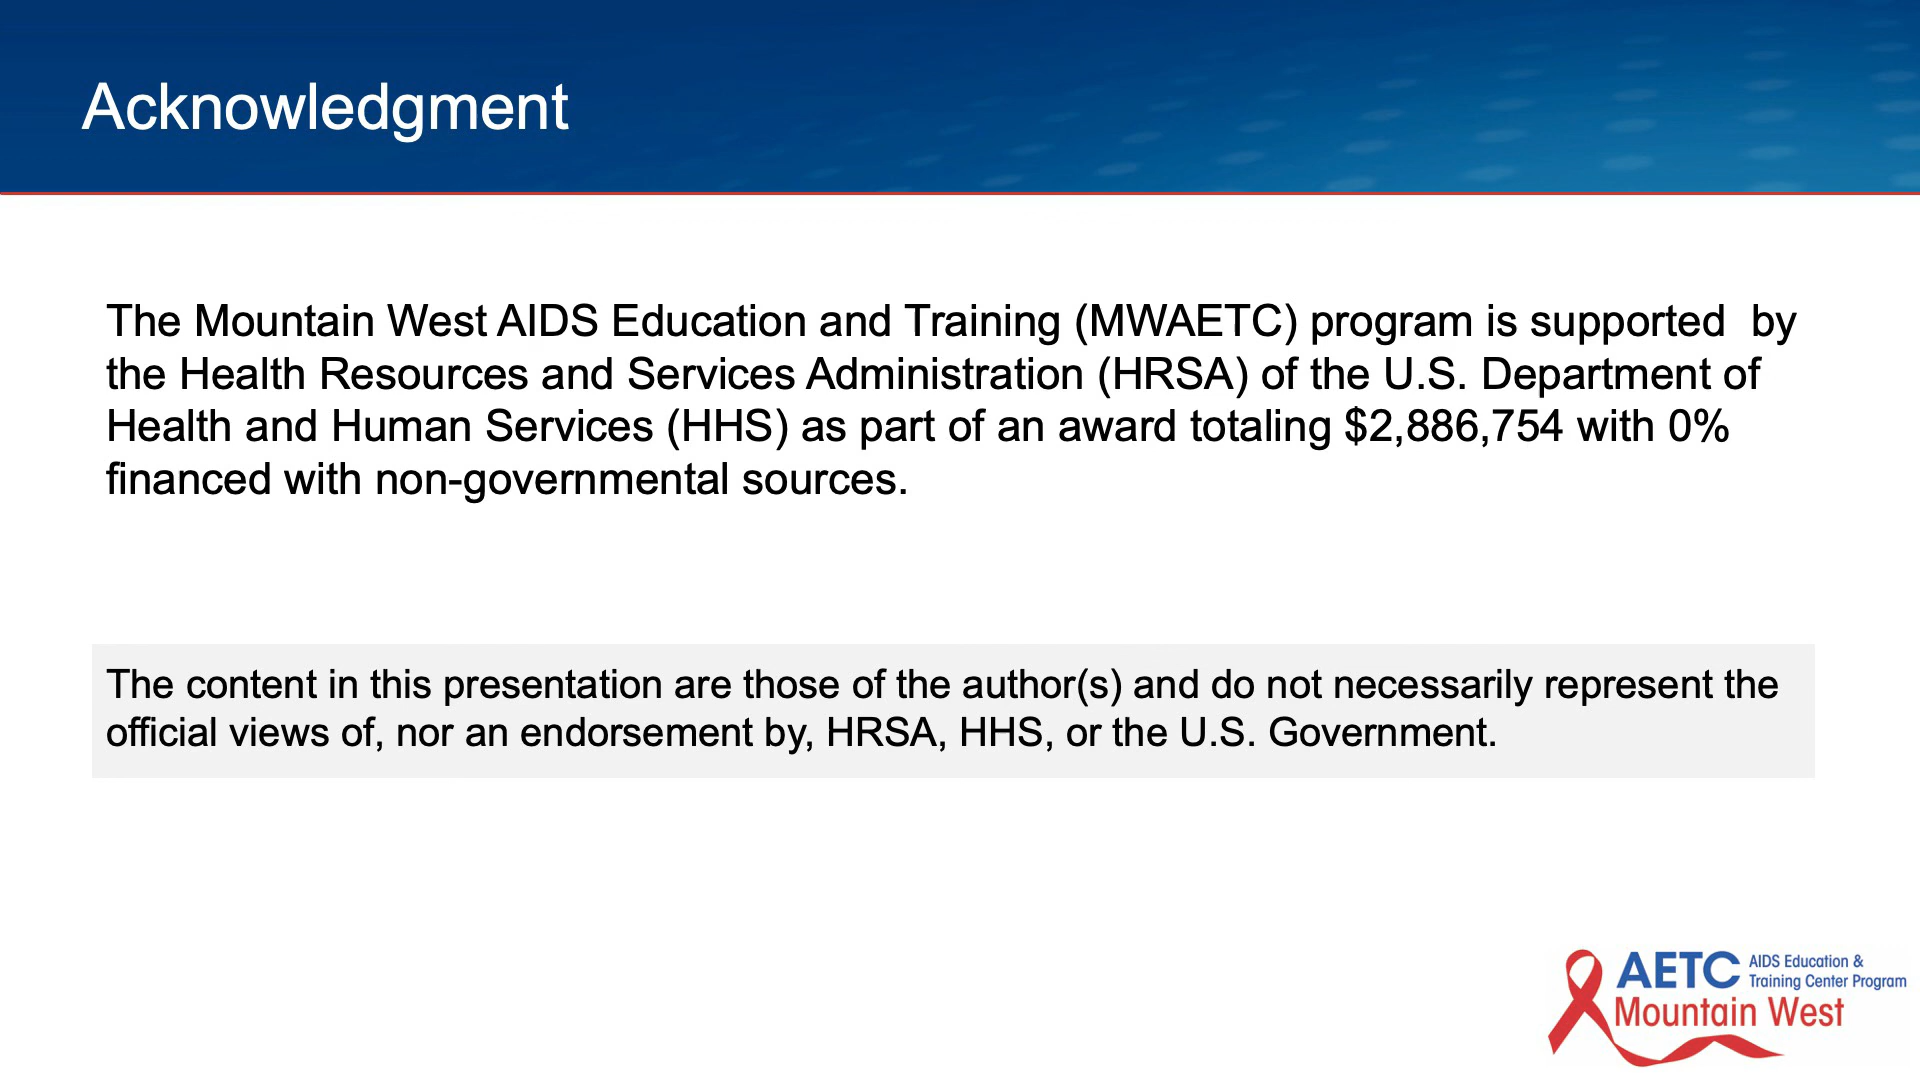 Acknowledgment
The Mountain West AIDS Education and Training (MWAETC) program is supported  by
the Health Resources and Services Administration (HRSA) of the U.S. Department of
Health and Human Services (HHS) as part of an award totaling $2,886,754 with 0%
financed with non-governmental sources.
The content in this presentation are those of the author(s) and do not necessarily represent the
official views of, nor an endorsement by, HRSA, HHS, or the U.S. Government.
AETC AIDS Education &
Training Center Program
Mountain West